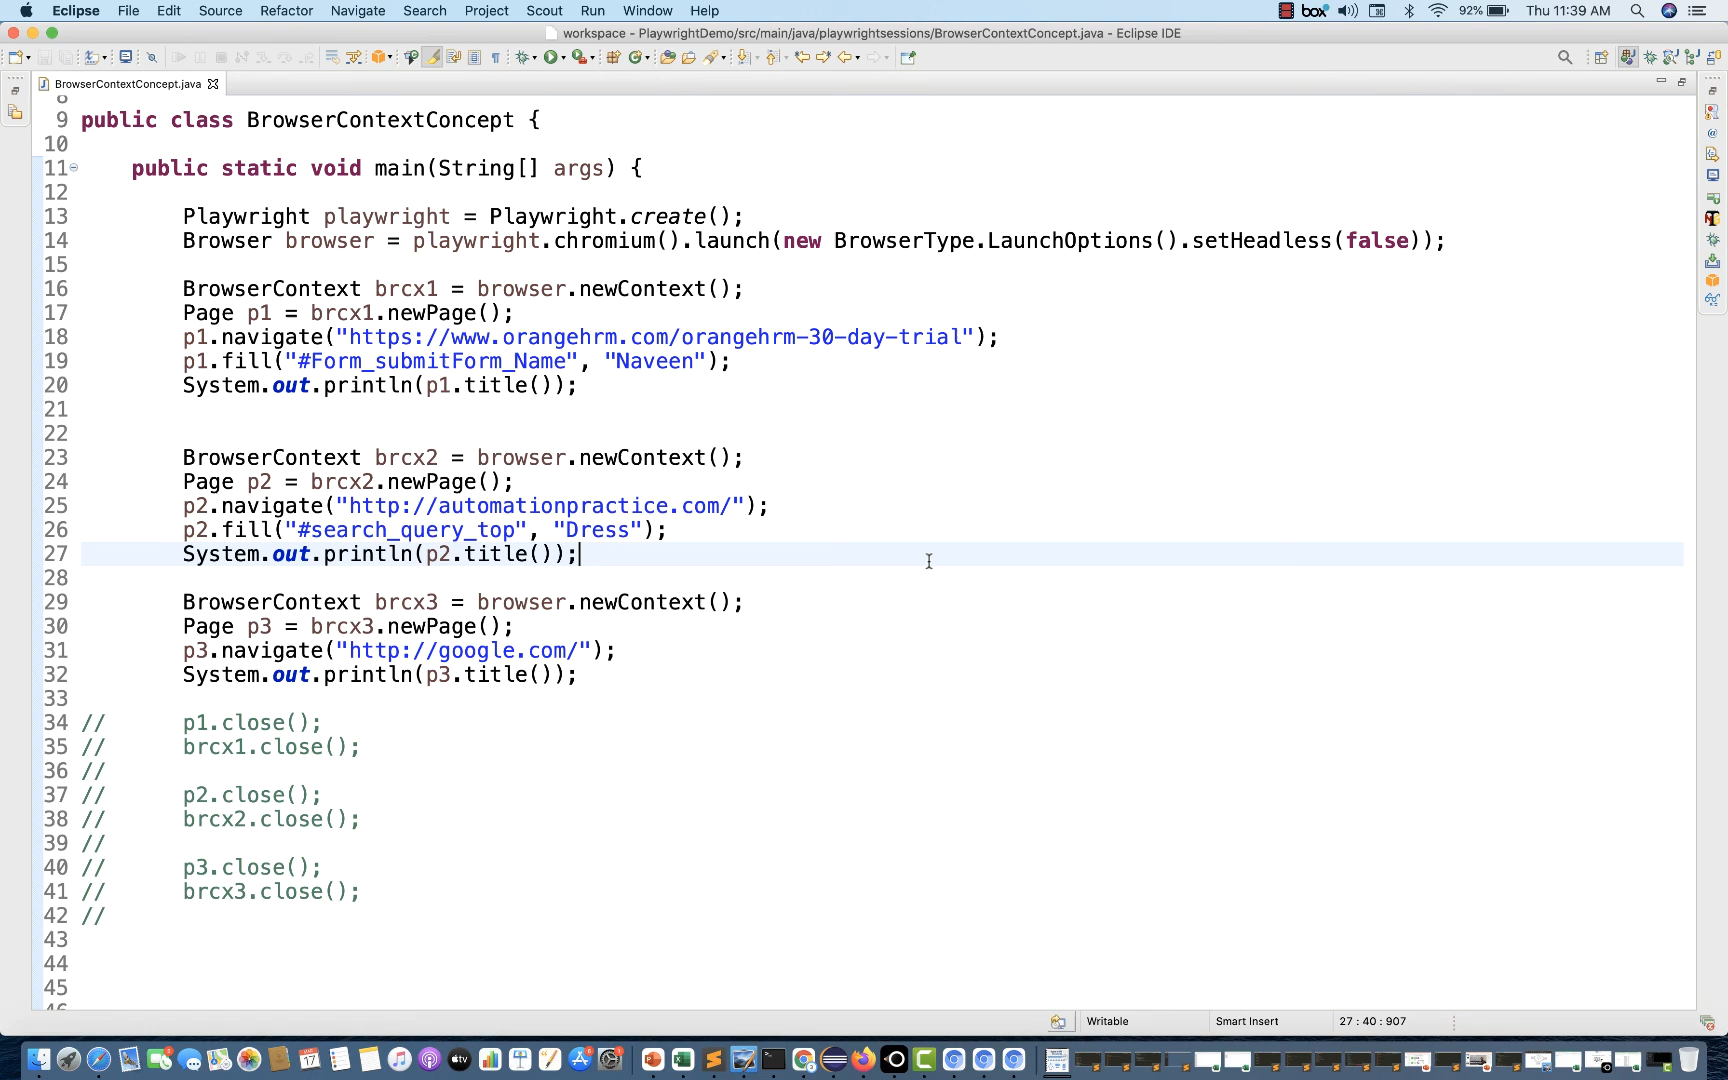 Eclipse File Edit Source Refactor Navigate Search Project Scout Run Window Help box 92% Thu 11:39 AM
workspace - PlaywrightDemo/src/main/java/playwrightsessions/BrowserContextConcept.java - Eclipse IDE
BrowserContextConcept.java
8
9 public class BrowserContextConcept {
10
11 public static void main(String[] args) {
12
13 Playwright playwright = Playwright.create();
14 Browser browser = playwright.chromium().launch(new BrowserType.LaunchOptions().setHeadless(false));
15
16 BrowserContext brcx1 = browser.newContext();
17 Page p1 = brcx1.newPage();
18 p1.navigate("https://www.orangehrm.com/orangehrm-30-day-trial");
19 p1.fill("#Form_submitForm_Name", "Naveen");
20 System.out.println(p1.title());
21
22
23 BrowserContext brcx2 = browser.newContext();
24 Page p2 = brcx2.newPage();
25 p2.navigate("http://automationpractice.com/");
26 p2.fill("#search_query_top", "Dress");
27 System.out.println(p2.title());
28
29 BrowserContext brcx3 = browser.newContext();
30 Page p3 = brcx3.newPage();
31 p3.navigate("http://google.com/");
32 System.out.println(p3.title());
33
34 // p1.close();
35 // brcx1.close();
36 //
37 // p2.close();
38 // brcx2.close();
39 //
40 // p3.close();
41 // brcx3.close();
42 //
43
44
45
46
Writable Smart Insert 27 : 40 : 907